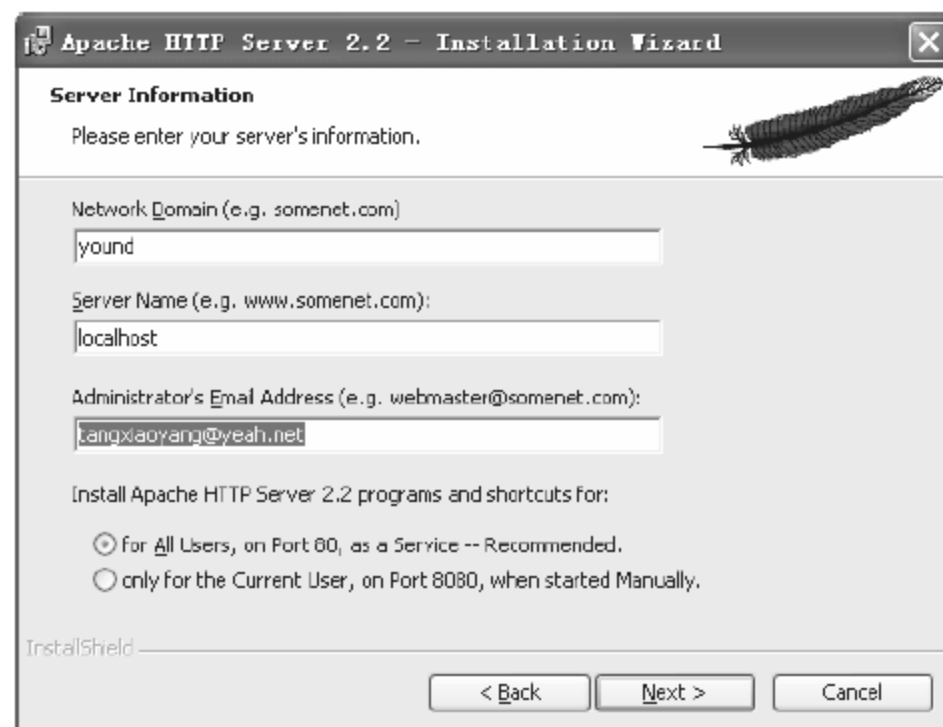 Apache HTTP Server 2.2 - Installation Wizard
Server Information
Please enter your server's information.
Network Domain (e.g. somenet.com)
yound
Server Name (e.g. www.somenet.com):
localhost
Administrator's Email Address (e.g. webmaster@somenet.com):
tangxiaoyang@yeah.net
Install Apache HTTP Server 2.2 programs and shortcuts for:
for All Users, on Port 80, as a Service -- Recommended.
only for the Current User, on Port 8080, when started Manually.
InstallShield
< Back Next > Cancel